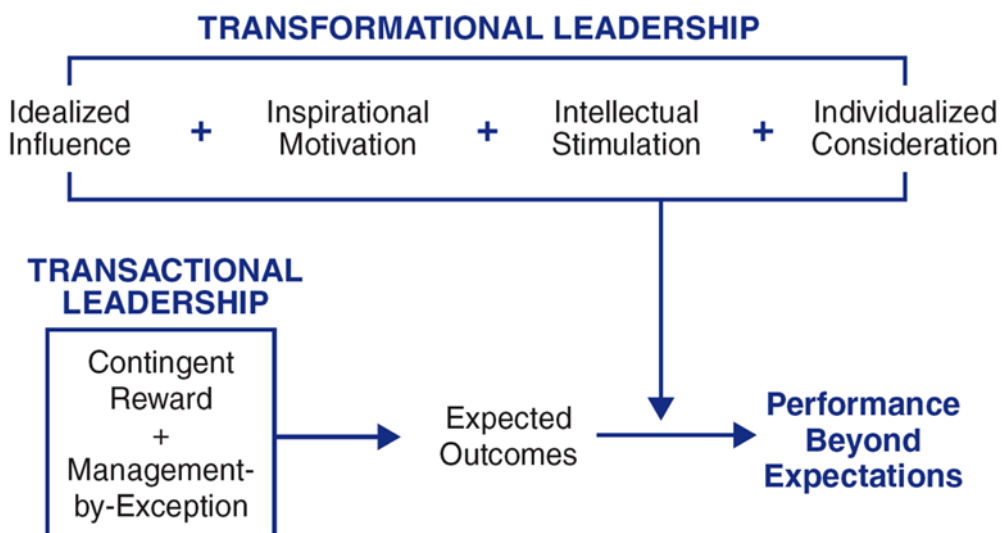 TRANSFORMATIONAL LEADERSHIP
Idealized
Influence
+
Inspirational
Motivation
+
Intellectual
Stimulation
+
Individualized
Consideration
TRANSACTIONAL
LEADERSHIP
Contingent
Reward
+
Management-
by-Exception
Expected
Outcomes
Performance
Beyond
Expectations